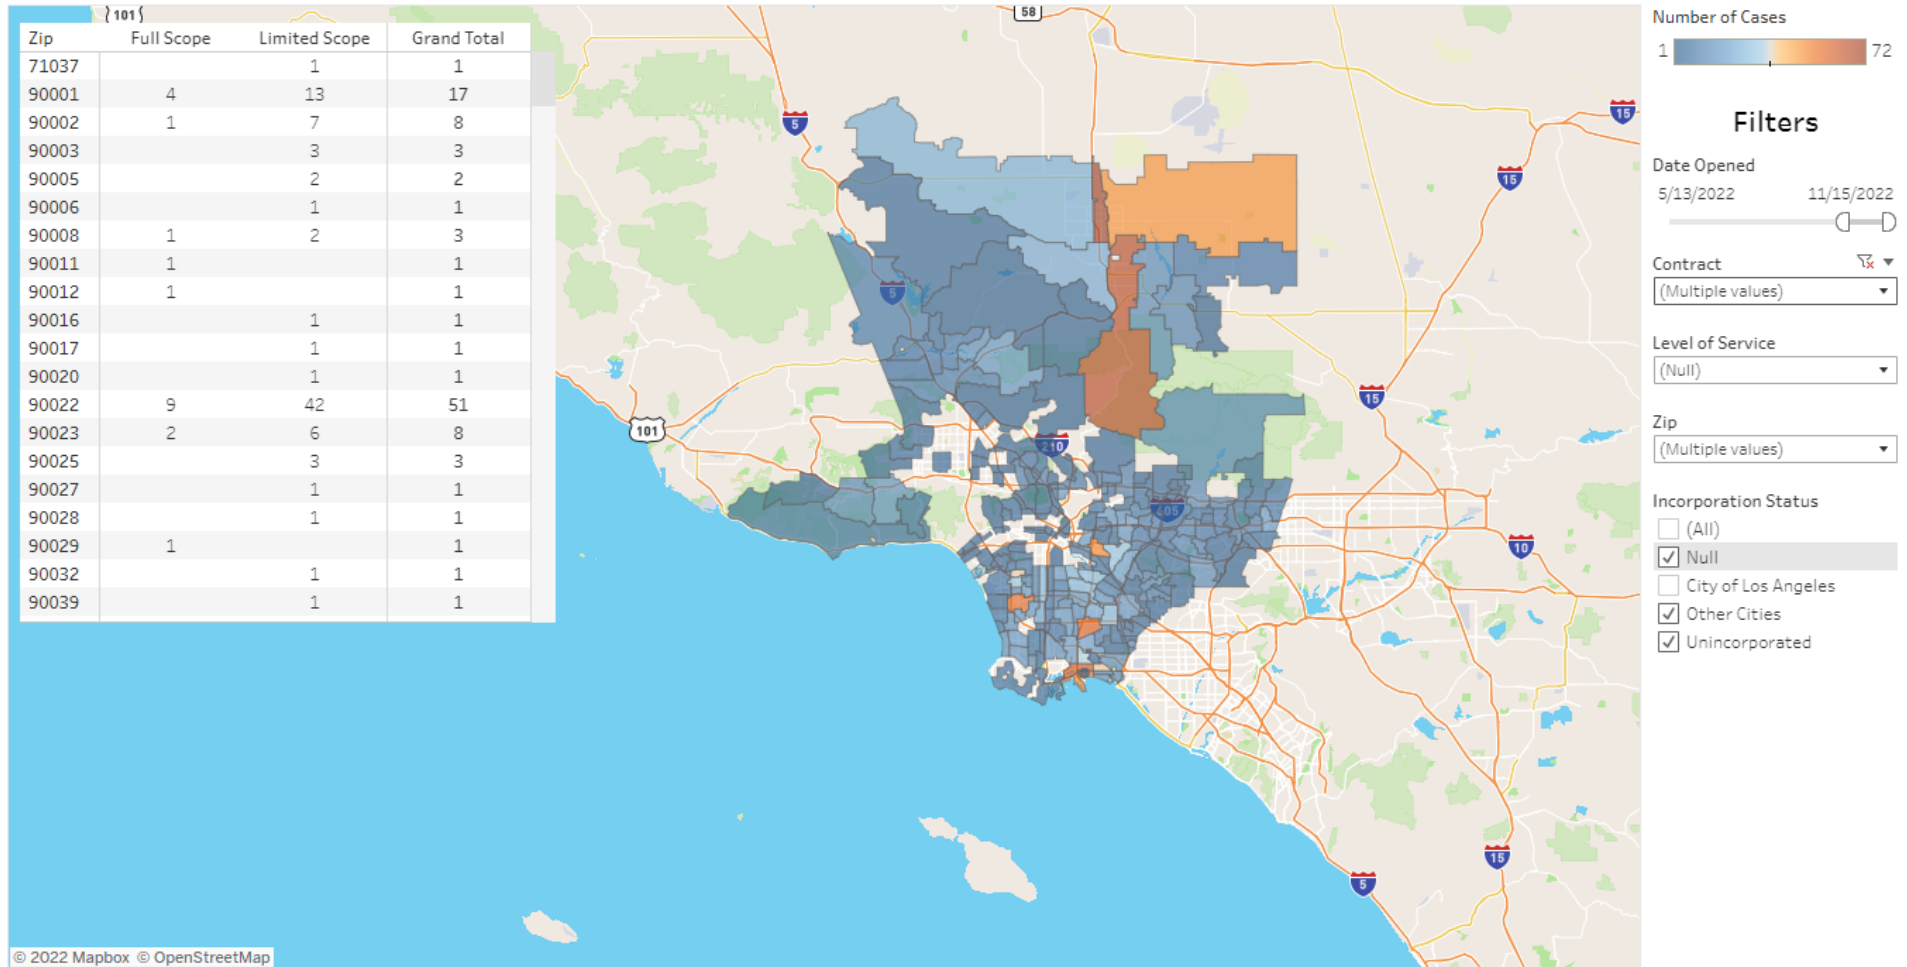 Zip Full Scope Limited Scope Grand Total
71037 1 1
90001 4 13 17
90002 1 7 8
90003 3 3
90005 2 2
90006 1 1
90008 1 2 3
90011 1 1
90012 1 1
90016 1 1
90017 1 1
90020 1 1
90022 9 42 51
90023 2 6 8
90025 3 3
90027 1 1
90028 1 1
90029 1 1
90032 1 1
90039 1 1
101
58
5
15
15
5
15
101
210
405
10
15
5
© 2022 Mapbox © OpenStreetMap
Number of Cases
1 72
Filters
Date Opened
5/13/2022 11/15/2022
Contract
(Multiple values)
Level of Service
(Null)
Zip
(Multiple values)
Incorporation Status
(All)
Null
City of Los Angeles
Other Cities
Unincorporated